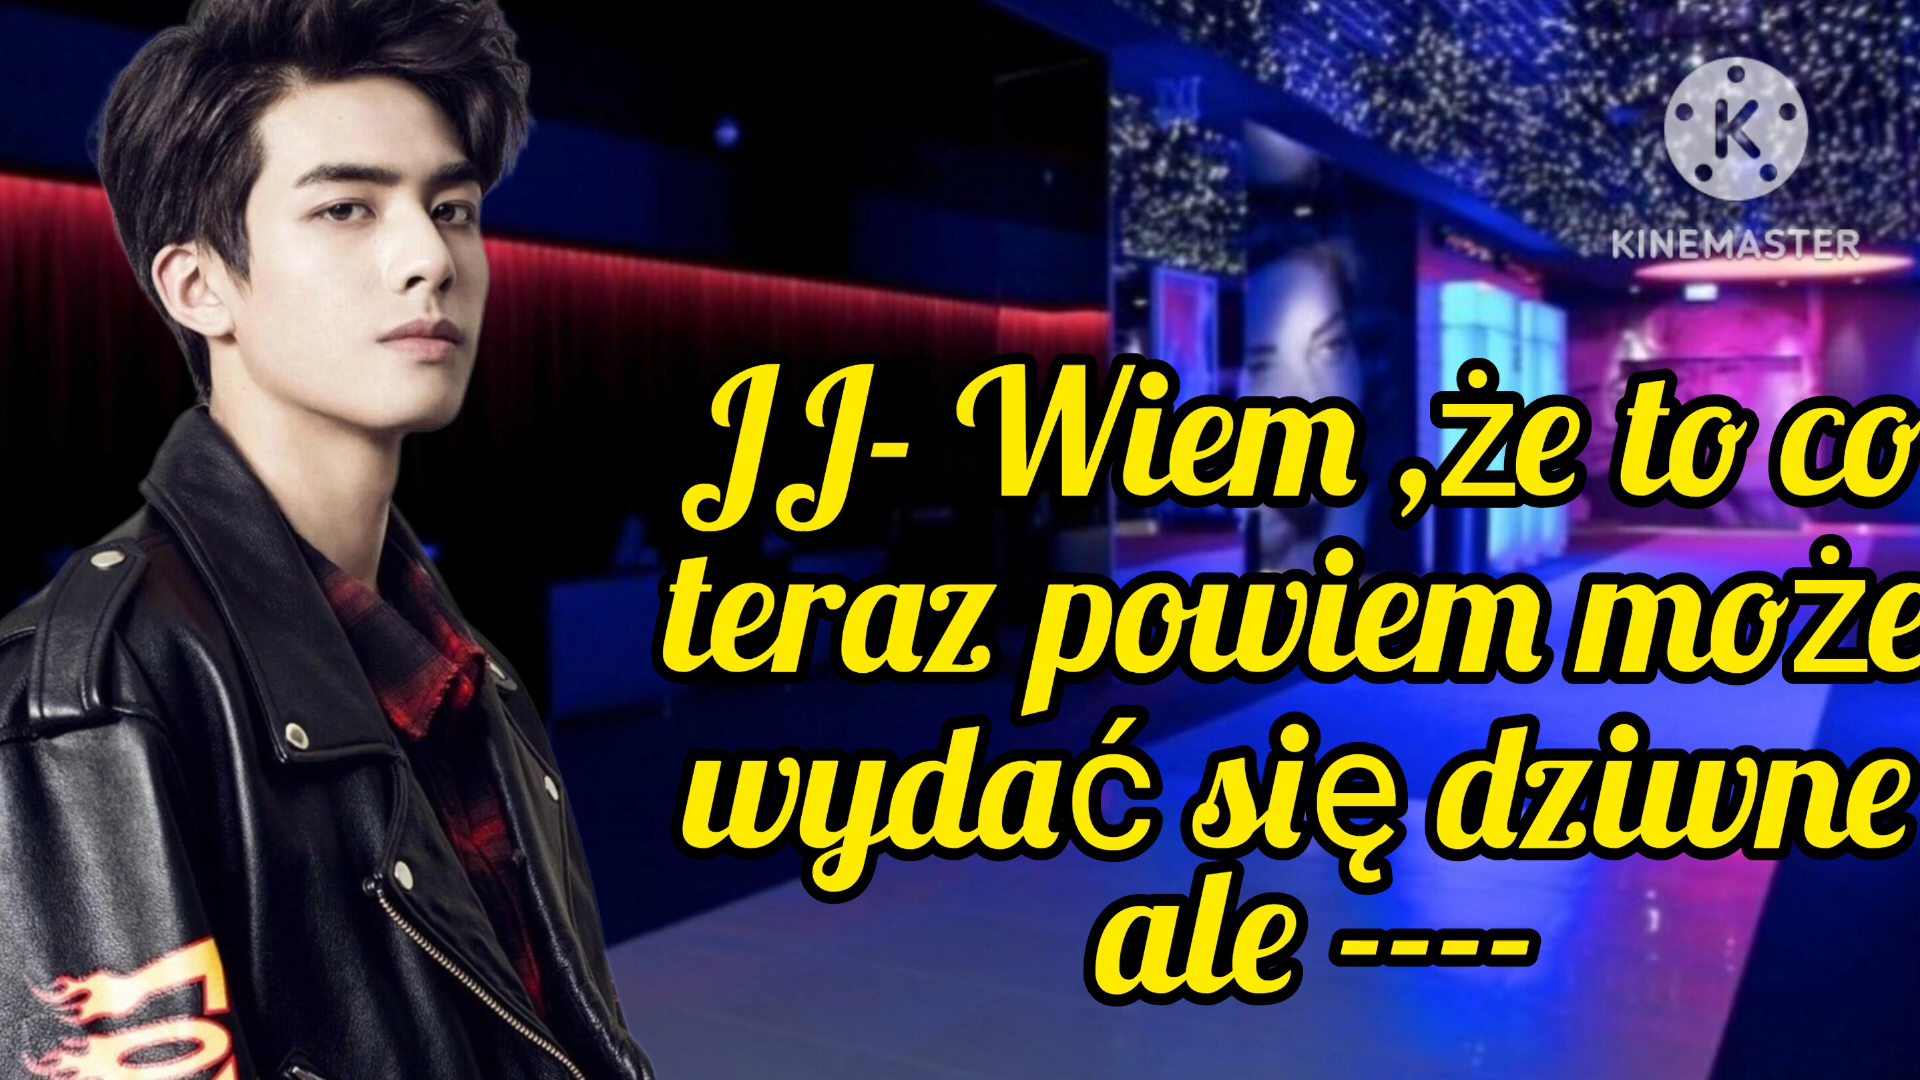 KINEMASTER
JJ- Wiem ,że to co
teraz powiem może
wydać się dziwne
ale ----